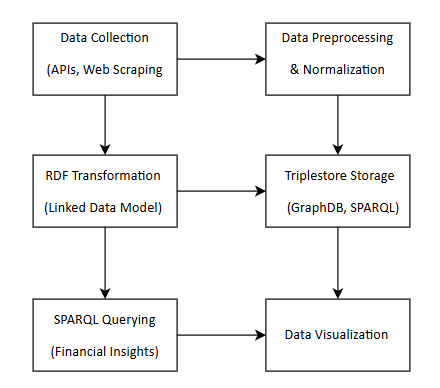 Data Collection
(APIs, Web Scraping
Data Preprocessing
& Normalization
RDF Transformation
(Linked Data Model)
Triplestore Storage
(GraphDB, SPARQL)
SPARQL Querying
(Financial Insights)
Data Visualization